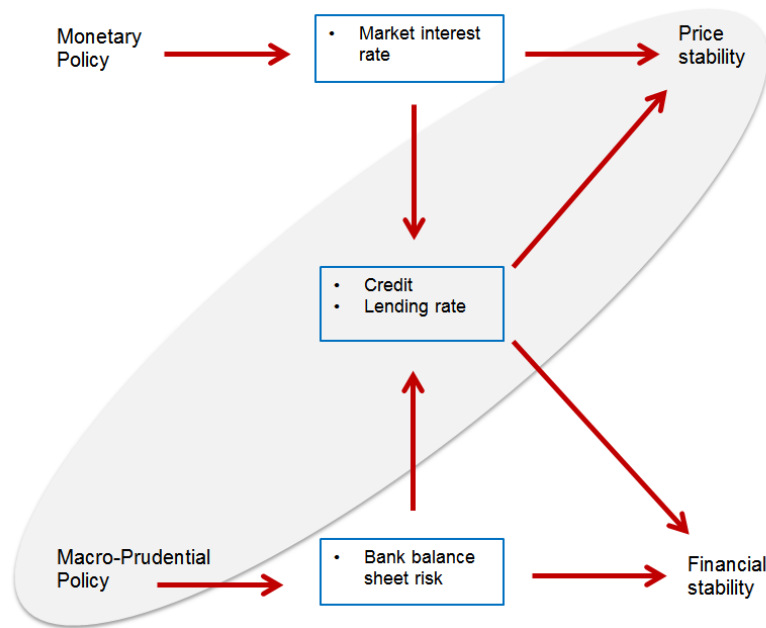 Monetary
Policy
• Market interest
rate
Price
stability
• Credit
• Lending rate
Macro-Prudential
Policy
• Bank balance
sheet risk
Financial
stability